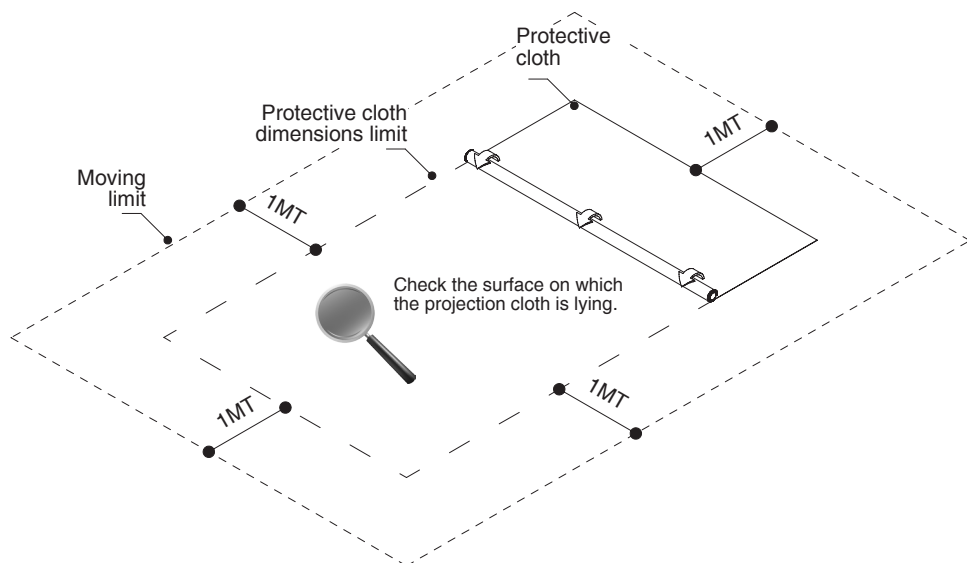 Protective
cloth
Protective cloth
dimensions limit
1MT
Moving
limit
1MT
Check the surface on which
the projection cloth is lying.
1MT
1MT